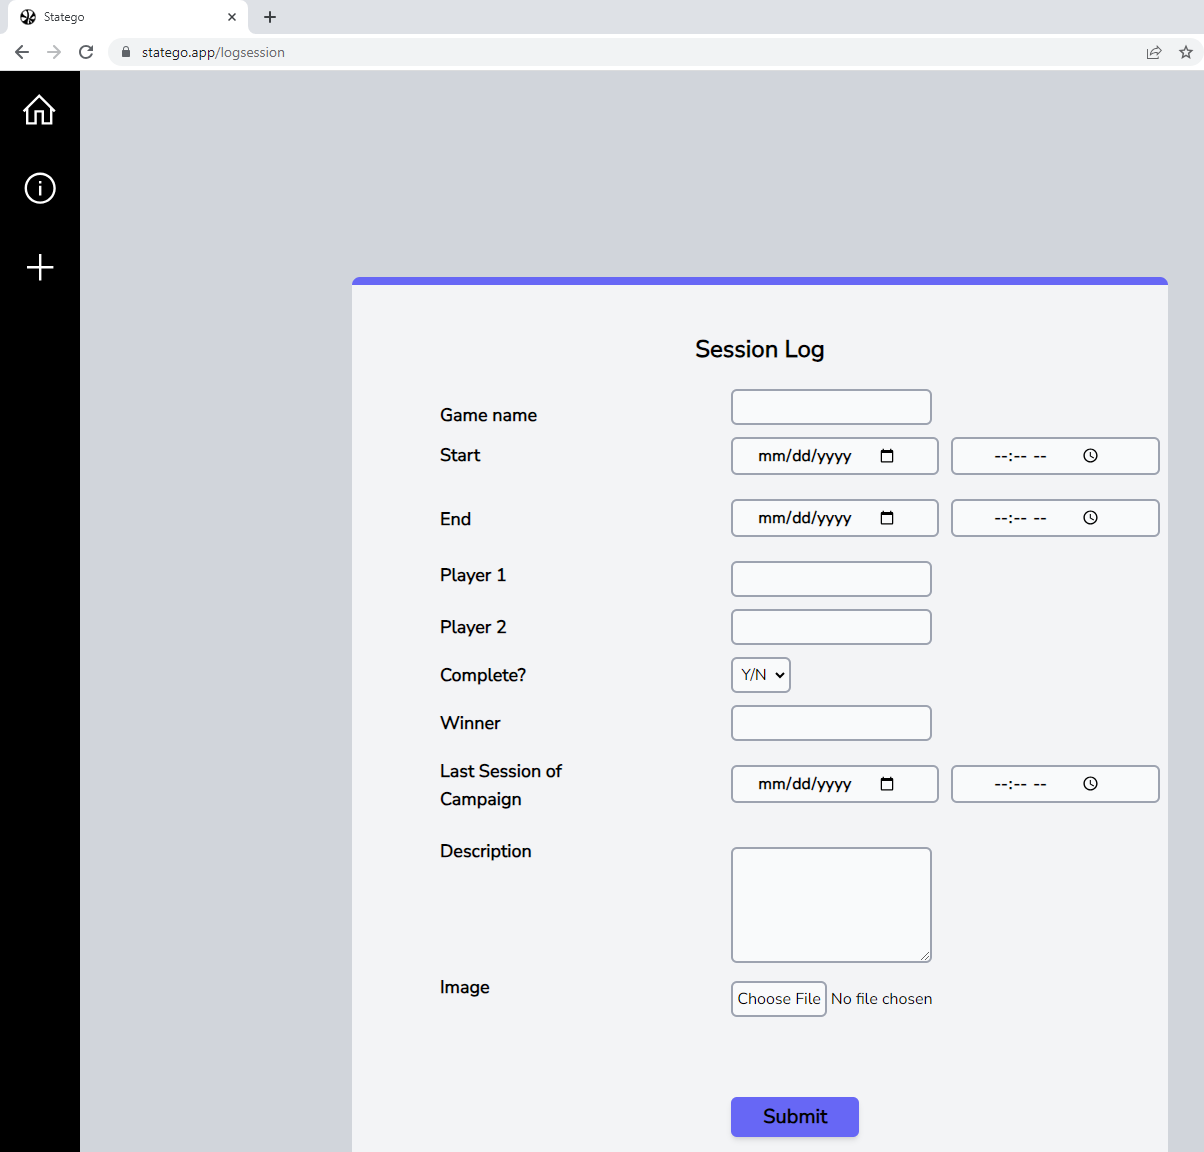 Statego
statego.app/logsession
Session Log
Game name
Start mm/dd/yyyy --:-- --
End mm/dd/yyyy --:-- --
Player 1
Player 2
Complete? Y/N
Winner
Last Session of
Campaign mm/dd/yyyy --:-- --
Description
Image Choose File No file chosen
Submit